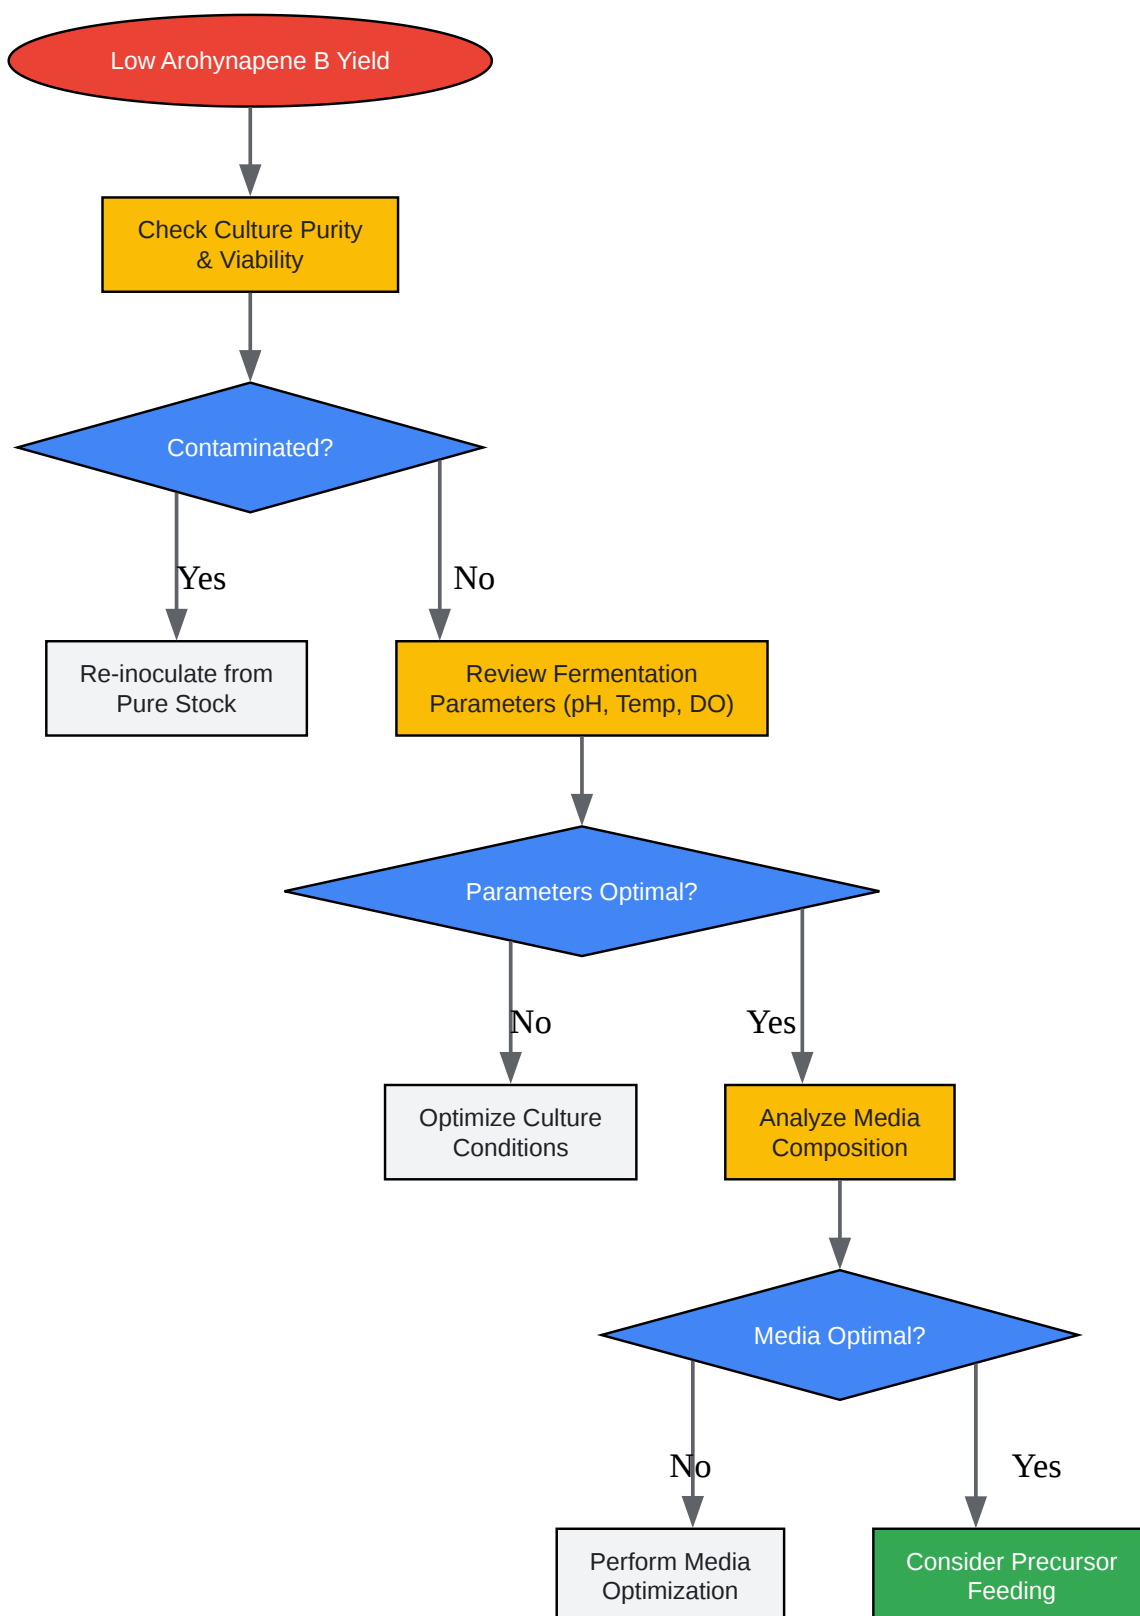 Low Arohynapene B Yield
Check Culture Purity
& Viability
Contaminated?
Yes
No
Re-inoculate from
Pure Stock
Review Fermentation
Parameters (pH, Temp, DO)
Parameters Optimal?
No
Yes
Optimize Culture
Conditions
Analyze Media
Composition
Media Optimal?
No
Yes
Perform Media
Optimization
Consider Precursor
Feeding